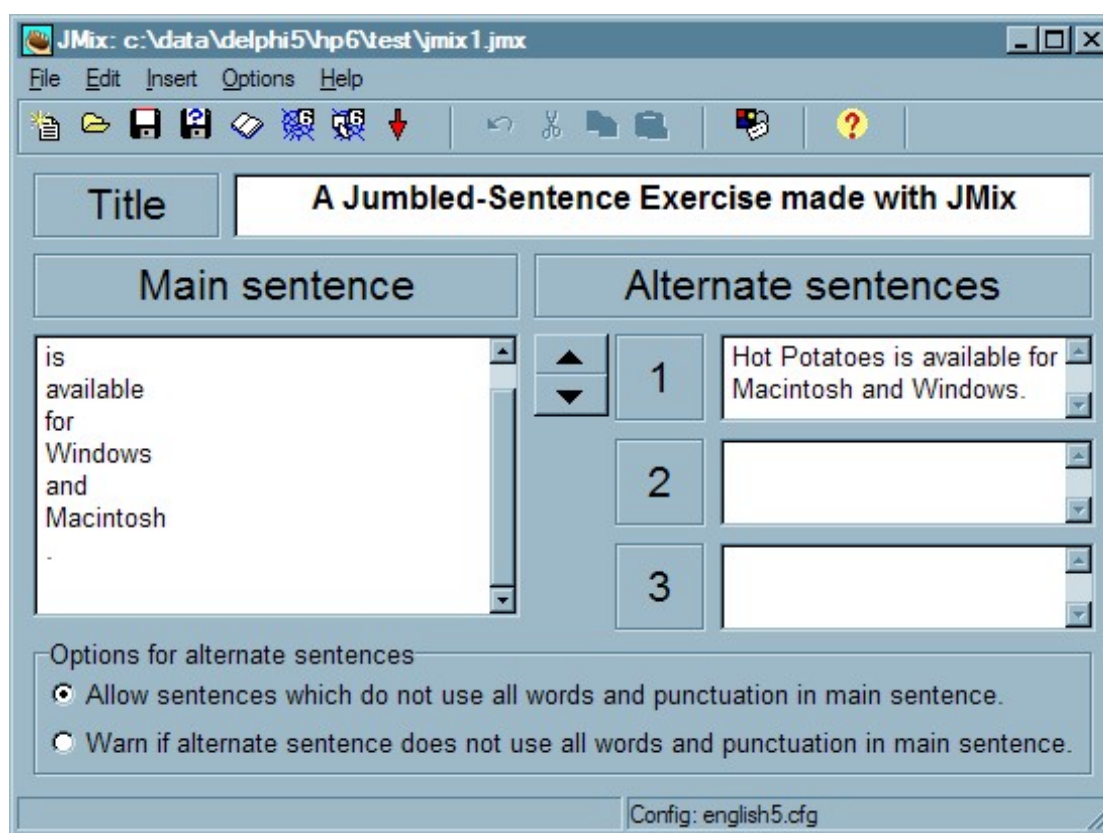 JMix: c:\data\delphi5\hp6\test\jmix1.jmx
File Edit Insert Options Help
Title
A Jumbled-Sentence Exercise made with JMix
Main sentence
Alternate sentences
is
available
for
Windows
and
Macintosh
.
1
Hot Potatoes is available for
Macintosh and Windows.
2
3
Options for alternate sentences
Allow sentences which do not use all words and punctuation in main sentence.
Warn if alternate sentence does not use all words and punctuation in main sentence.
Config: english5.cfg